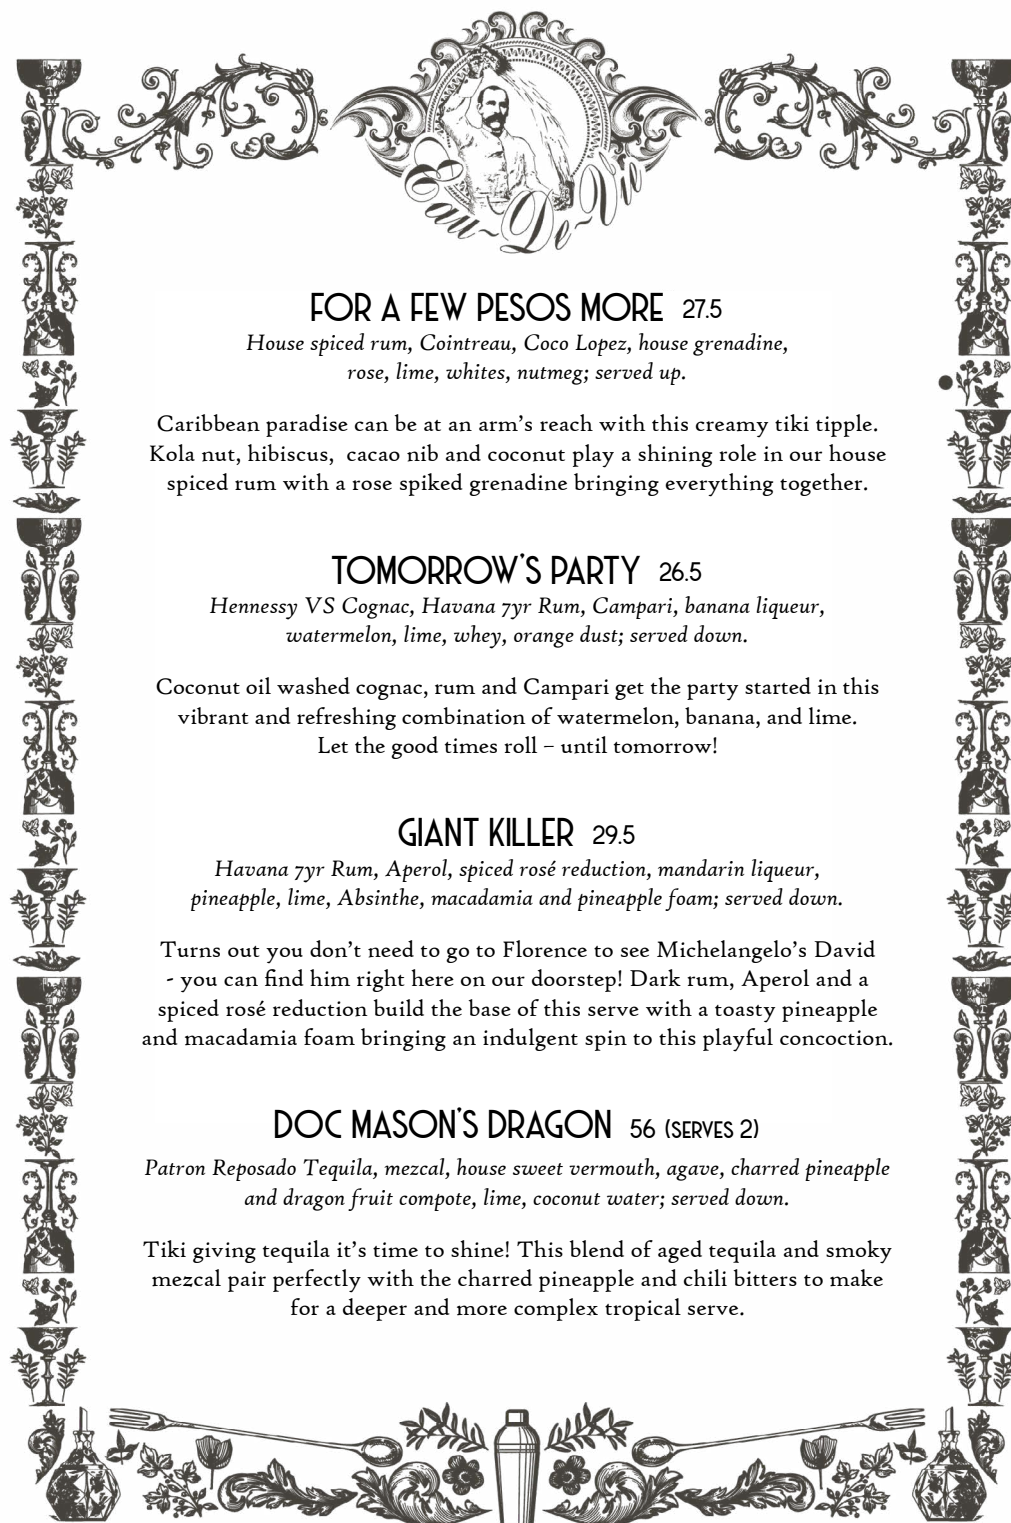 Eau-De-Vie
FOR A FEW PESOS MORE 27.5
House spiced rum, Cointreau, Coco Lopez, house grenadine,
rose, lime, whites, nutmeg; served up.
Caribbean paradise can be at an arm's reach with this creamy tiki tipple.
Kola nut, hibiscus, cacao nib and coconut play a shining role in our house
spiced rum with a rose spiked grenadine bringing everything together.
TOMORROW'S PARTY 26.5
Hennessy VS Cognac, Havana 7yr Rum, Campari, banana liqueur,
watermelon, lime, whey, orange dust; served down.
Coconut oil washed cognac, rum and Campari get the party started in this
vibrant and refreshing combination of watermelon, banana, and lime.
Let the good times roll – until tomorrow!
GIANT KILLER 29.5
Havana 7yr Rum, Aperol, spiced rosé reduction, mandarin liqueur,
pineapple, lime, Absinthe, macadamia and pineapple foam; served down.
Turns out you don't need to go to Florence to see Michelangelo's David
- you can find him right here on our doorstep! Dark rum, Aperol and a
spiced rosé reduction build the base of this serve with a toasty pineapple
and macadamia foam bringing an indulgent spin to this playful concoction.
DOC MASON'S DRAGON 56 (SERVES 2)
Patron Reposado Tequila, mezcal, house sweet vermouth, agave, charred pineapple
and dragon fruit compote, lime, coconut water; served down.
Tiki giving tequila it's time to shine! This blend of aged tequila and smoky
mezcal pair perfectly with the charred pineapple and chili bitters to make
for a deeper and more complex tropical serve.